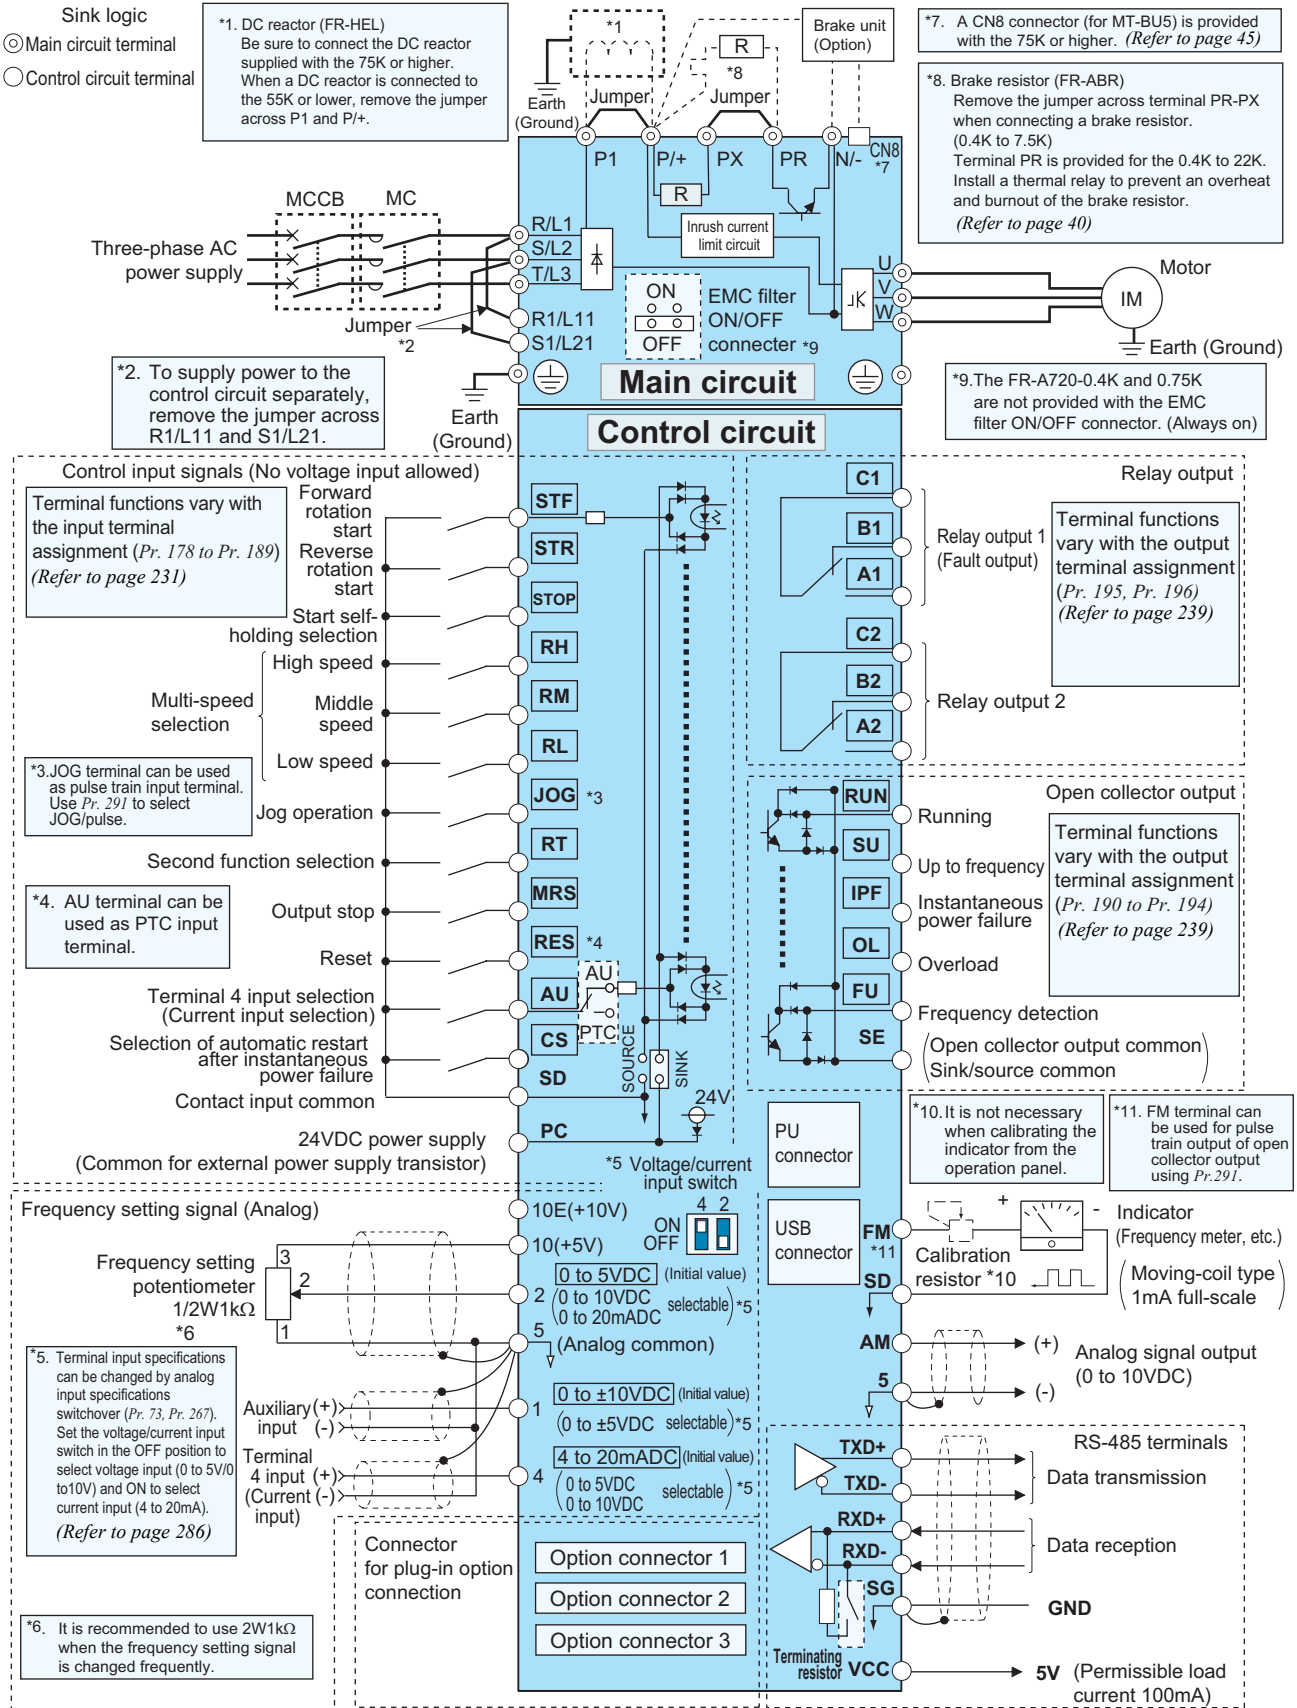 Sink logic
Main circuit terminal
Control circuit terminal
*1. DC reactor (FR-HEL)
Be sure to connect the DC reactor
supplied with the 75K or higher.
When a DC reactor is connected to
the 55K or lower, remove the jumper
across P1 and P/+.
*1
Earth
(Ground)
Jumper
R
*8
Jumper
Brake unit
(Option)
*7. A CN8 connector (for MT-BU5) is provided
with the 75K or higher. (Refer to page 45)
*8. Brake resistor (FR-ABR)
Remove the jumper across terminal PR-PX
when connecting a brake resistor.
(0.4K to 7.5K)
Terminal PR is provided for the 0.4K to 22K.
Install a thermal relay to prevent an overheat
and burnout of the brake resistor.
(Refer to page 40)
P1
P/+
PX
PR
N/-
CN8
*7
R
Inrush current
limit circuit
MCCB
MC
Three-phase AC
power supply
R/L1
S/L2
T/L3
R1/L11
S1/L21
Jumper
*2
ON
OFF
EMC filter
ON/OFF
connecter *9
U
V
W
Motor
IM
Earth (Ground)
Main circuit
*2. To supply power to the
control circuit separately,
remove the jumper across
R1/L11 and S1/L21.
Earth
(Ground)
*9.The FR-A720-0.4K and 0.75K
are not provided with the EMC
filter ON/OFF connector. (Always on)
Control circuit
Control input signals (No voltage input allowed)
Terminal functions vary with
the input terminal
assignment (Pr. 178 to Pr. 189)
(Refer to page 231)
Forward
rotation
start
STF
Reverse
rotation
start
STR
Start self-
holding selection
STOP
Multi-speed
selection
High speed
RH
Middle
speed
RM
Low speed
RL
*3.JOG terminal can be used
as pulse train input terminal.
Use Pr. 291 to select
JOG/pulse.
Jog operation
JOG *3
Second function selection
RT
*4. AU terminal can be
used as PTC input
terminal.
Output stop
MRS
Reset
RES *4
Terminal 4 input selection
(Current input selection)
AU
AU
PTC
Selection of automatic restart
after instantaneous
power failure
CS
SOURCE
SINK
Contact input common
SD
24V
24VDC power supply
(Common for external power supply transistor)
PC
Relay output
C1
B1
A1
Relay output 1
(Fault output)
Terminal functions
vary with the output
terminal assignment
(Pr. 195, Pr. 196)
(Refer to page 239)
C2
B2
A2
Relay output 2
Open collector output
RUN
Running
SU
Up to frequency
IPF
Instantaneous
power failure
OL
Overload
FU
Frequency detection
SE
Open collector output common
Sink/source common
Terminal functions
vary with the output
terminal assignment
(Pr. 190 to Pr. 194)
(Refer to page 239)
PU
connector
USB
connector
*10. It is not necessary
when calibrating the
indicator from the
operation panel.
*11. FM terminal can
be used for pulse
train output of open
collector output
using Pr.291.
*5 Voltage/current
input switch
4 2
ON
OFF
FM
*11
SD
Calibration
resistor *10
+
-
Indicator
(Frequency meter, etc.)
Moving-coil type
1mA full-scale
AM
5
(+)
(-)
Analog signal output
(0 to 10VDC)
Frequency setting signal (Analog)
Frequency setting
potentiometer
1/2W1kΩ
*6
3
2
1
10E(+10V)
10(+5V)
2
0 to 5VDC (Initial value)
(0 to 10VDC
0 to 20mADC selectable) *5
5
(Analog common)
*5. Terminal input specifications
can be changed by analog
input specifications
switchover (Pr. 73, Pr. 267).
Set the voltage/current input
switch in the OFF position to
select voltage input (0 to 5V/0
to10V) and ON to select
current input (4 to 20mA).
(Refer to page 286)
Auxiliary (+)
input (-)
1
0 to ±10VDC (Initial value)
(0 to ±5VDC selectable) *5
Terminal
4 input (+)
(Current (-)
input)
4
4 to 20mADC (Initial value)
(0 to 5VDC
0 to 10VDC selectable) *5
RS-485 terminals
TXD+
TXD-
Data transmission
RXD+
RXD-
Data reception
SG
GND
Terminating
resistor
VCC
5V (Permissible load
current 100mA)
Connector
for plug-in option
connection
Option connector 1
Option connector 2
Option connector 3
*6. It is recommended to use 2W1kΩ
when the frequency setting signal
is changed frequently.